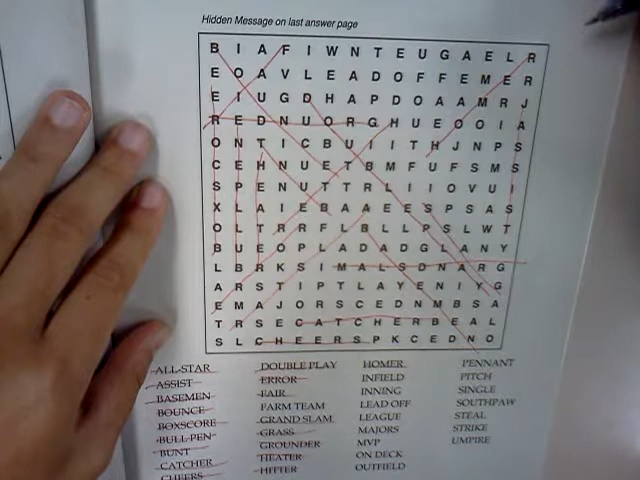 Hidden Message on last answer page
B I A F I W N T E U G A E L R
E O A V L E A D O F F E M E R
E I U G D H A P D O A A M R J
R E D N U O R G H U E O O I A
O N T I C B U I I T H J N P S
C E H N U E T B M F U F S M S
S P E N U T T R L I I O V U I
X L A I E B A A E E S P S A S
O L T R R F L B L L P S L W T
B U E O P L A D A D G L A N Y
L B R K S I M A L S D N A R G
A R S T I P T L A Y E N I Y G
E M A J O R S C E D N M B S A
T R S E C A T C H E R B E A L
S L C H E E R S P K C E D N O
ALL-STAR
ASSIST
BASEMEN
BOUNCE
BOXSCORE
BULL PEN
BUNT
CATCHER
CHEERS
DOUBLE PLAY
ERROR
FAIR
FARM TEAM
GRAND SLAM
GRASS
GROUNDER
HEATER
HITTER
HOMER
INFIELD
INNING
LEAD OFF
LEAGUE
MAJORS
MVP
ON DECK
OUTFIELD
PENNANT
PITCH
SINGLE
SOUTHPAW
STEAL
STRIKE
UMPIRE